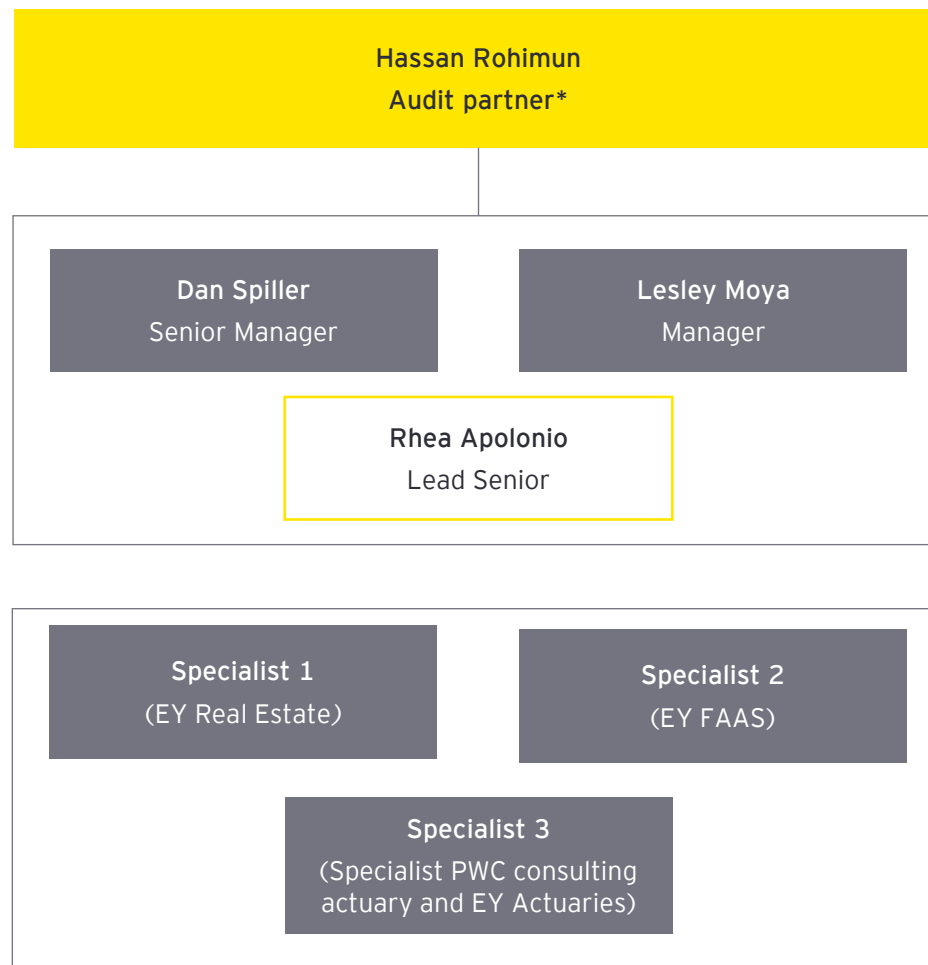 Hassan Rohimun
Audit partner*
Dan Spiller
Senior Manager
Lesley Moya
Manager
Rhea Apolonio
Lead Senior
Specialist 1
(EY Real Estate)
Specialist 2
(EY FAAS)
Specialist 3
(Specialist PWC consulting
actuary and EY Actuaries)